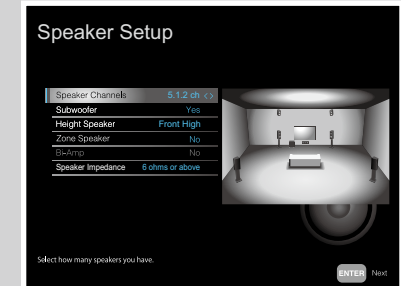 Speaker Setup
Speaker Channels 5.1.2 ch <>
Subwoofer Yes
Height Speaker Front High
Zone Speaker No
Bi-Amp No
Speaker Impedance 6 ohms or above
Select how many speakers you have.
ENTER Next